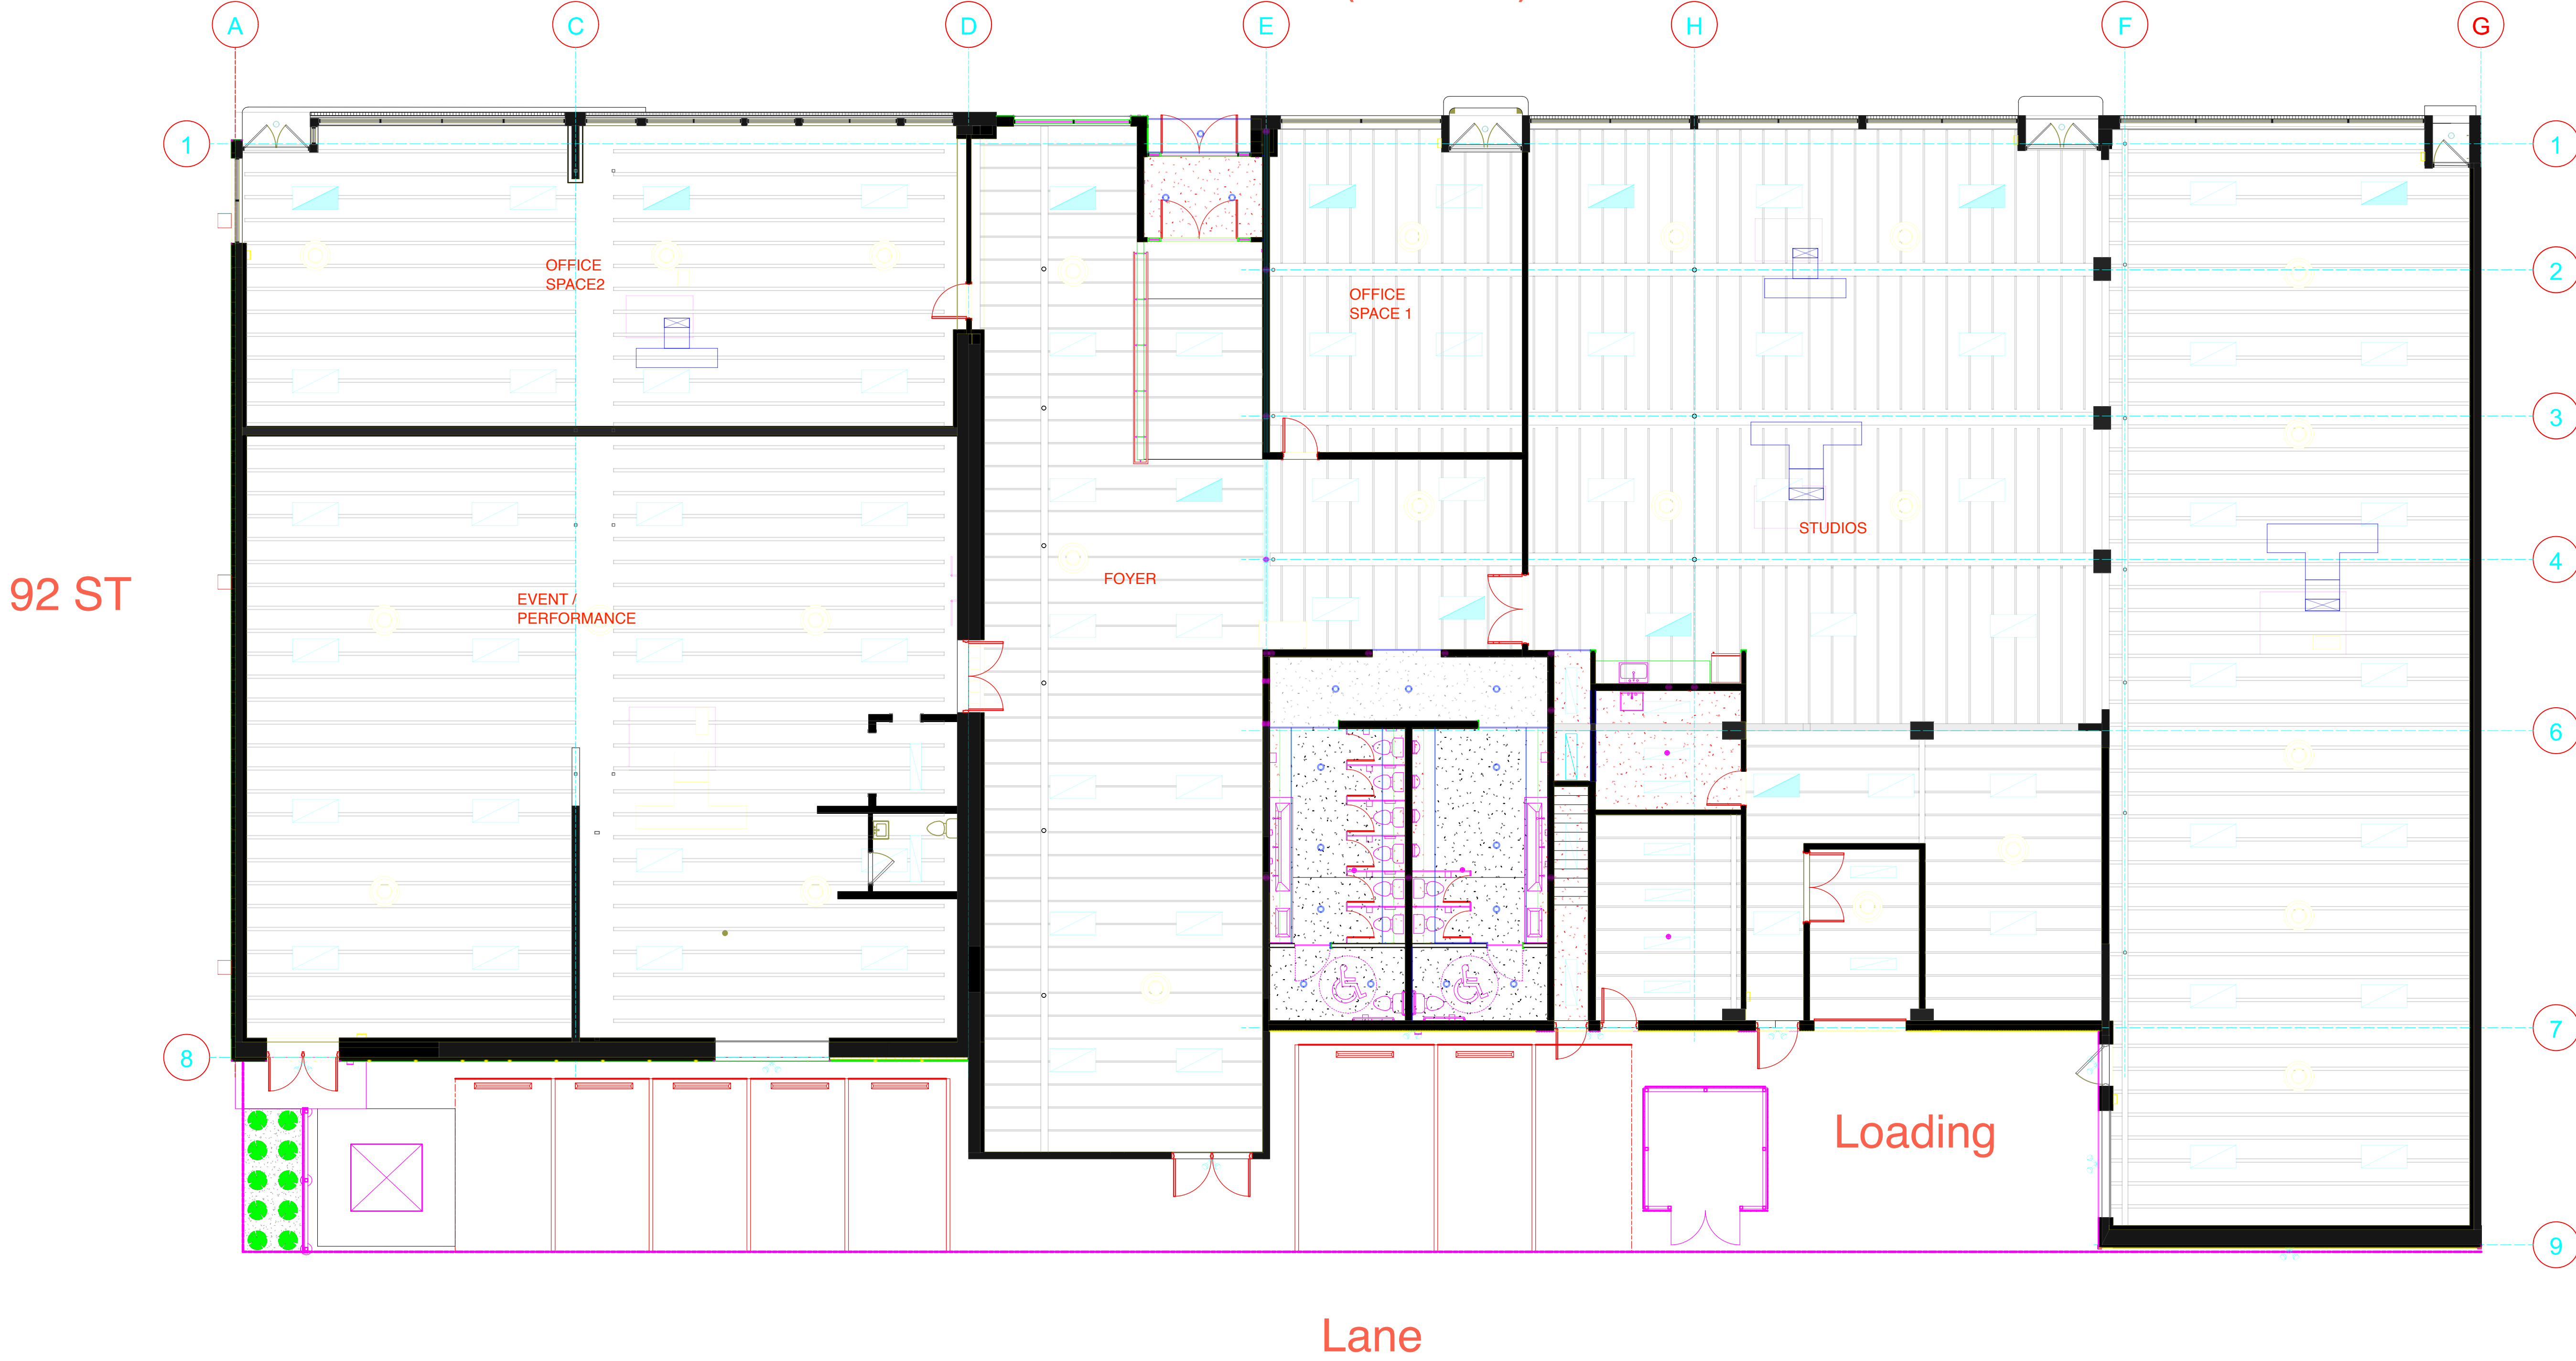 A
C
D
E
H
F
G
1
1
2
OFFICE
SPACE2
OFFICE
SPACE 1
3
STUDIOS
4
FOYER
92 ST
EVENT /
PERFORMANCE
6
7
8
Loading
9
Lane